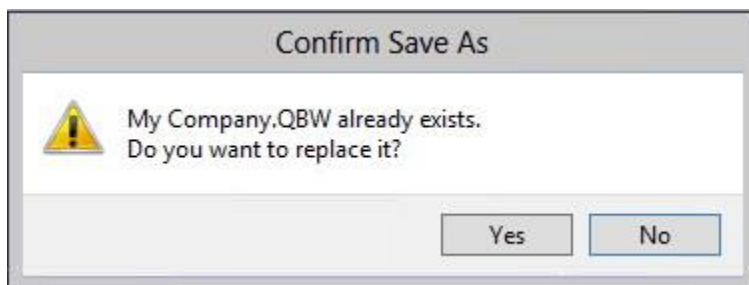 Confirm Save As
My Company.QBW already exists.
Do you want to replace it?
Yes
No